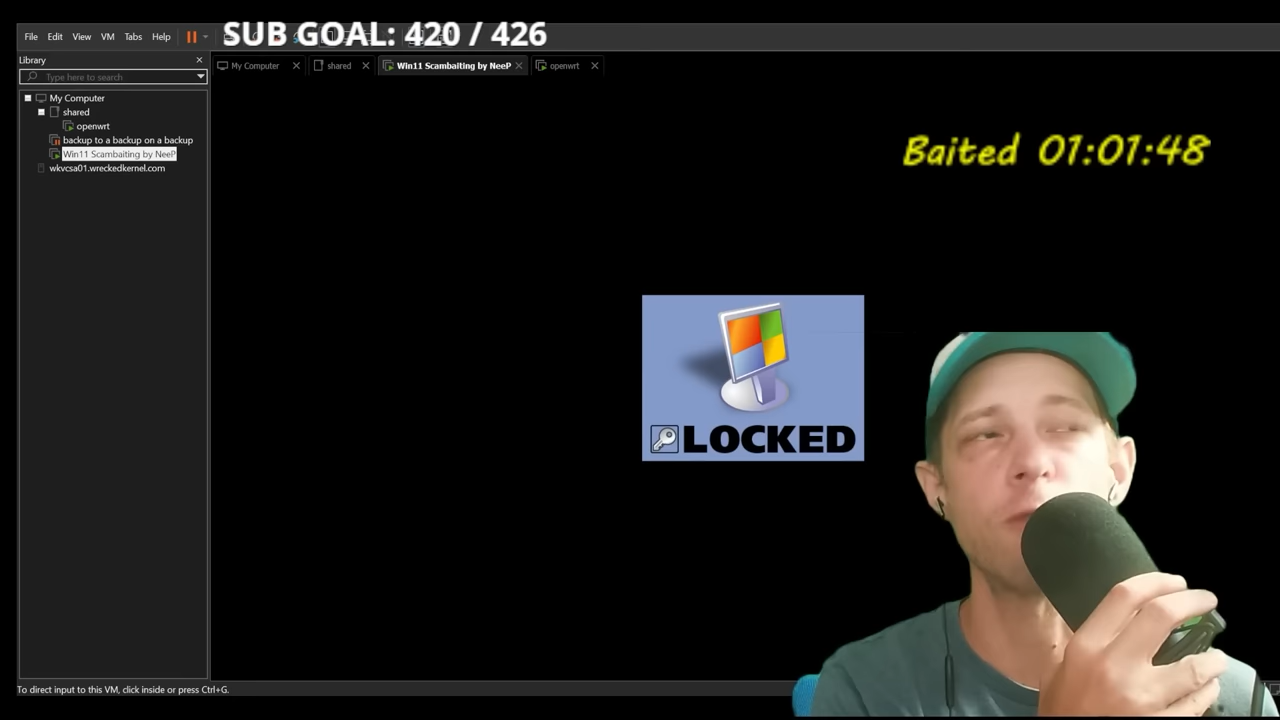 SUB GOAL: 420 / 426
File Edit View VM Tabs Help
Library
Type here to search
My Computer
shared
openwrt
backup to a backup on a backup
Win11 Scambaiting by NeeP
wkvcsa01.wreckedkernel.com
My Computer shared Win11 Scambaiting by NeeP openwrt
Baited 01:01:48
LOCKED
To direct input to this VM, click inside or press Ctrl+G.